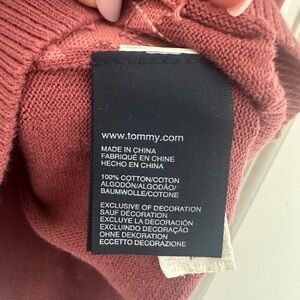 www.tommy.com
MADE IN CHINA
FABRIQUÉ EN CHINE
HECHO EN CHINA
100% COTTON/COTON
ALGODÓN/ALGODÃO/
BAUMWOLLE/COTONE
EXCLUSIVE OF DECORATION
SAUF DECORATION
EXCLUYE LA DECORACIÓN
EXCLUINDO DECORAÇÃO
OHNE DEKORATION
ECCETTO DECORAZIONE